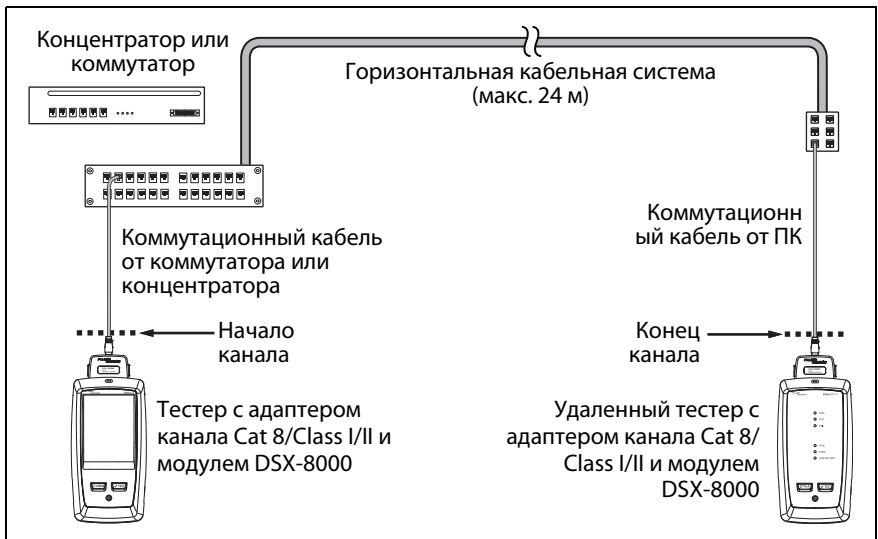 Концентратор или
коммутатор
Горизонтальная кабельная система
(макс. 24 м)
Коммутационный кабель
от коммутатора или
концентратора
Коммутационн
ый кабель от ПК
Начало
канала
Конец
канала
Тестер с адаптером
канала Cat 8/Class I/II и
модулем DSX-8000
Удаленный тестер с
адаптером канала Cat 8/
Class I/II и модулем
DSX-8000